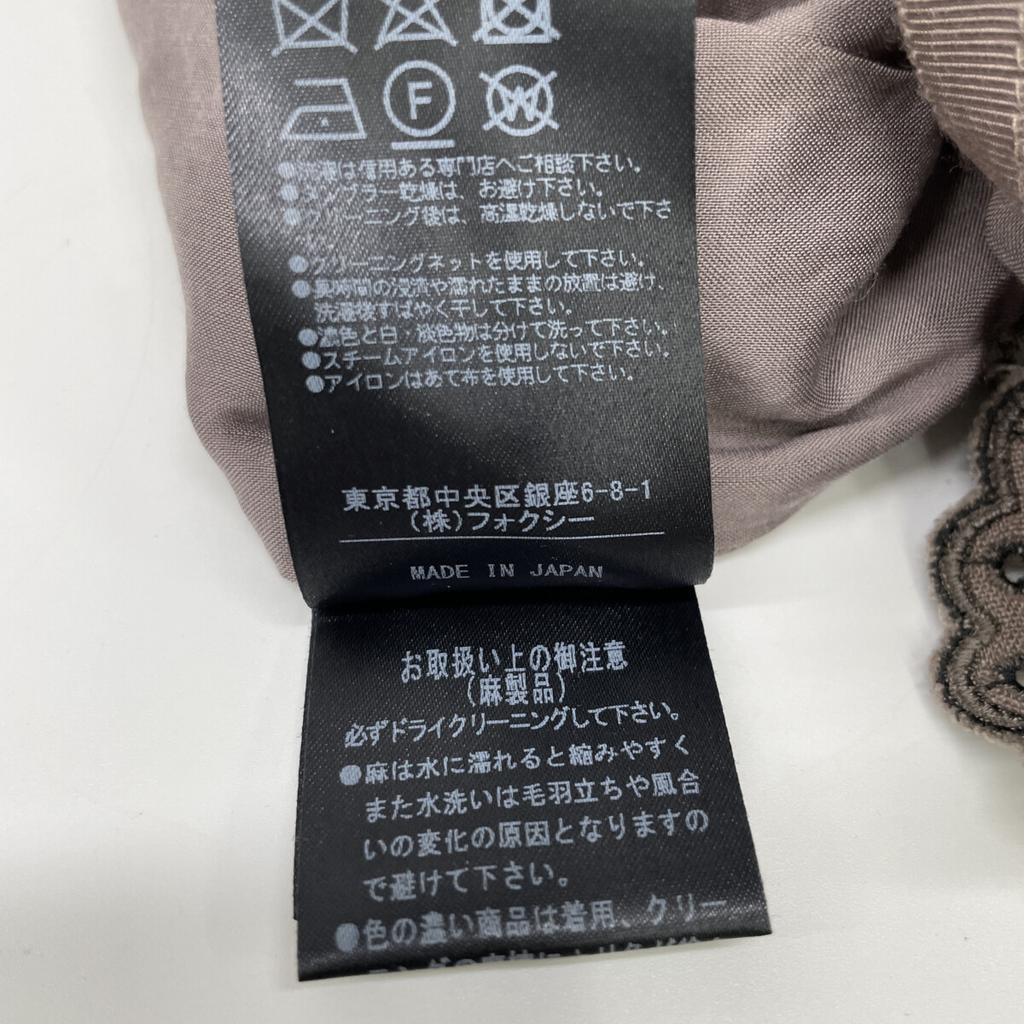 F
W
●洗濯は信用ある専門店へご相談下さい。
●タンブラー乾燥は、お避け下さい。
●クリーニング後は、高温乾燥しないで下さ
●クリーニングネットを使用して下さい。
●長時間の浸漬や濡れたままの放置は避け、
洗濯後すばやく干して下さい。
●濃色と白・淡色物は分けて洗って下さい。
●スチームアイロンを使用しないで下さい。
●アイロンはあて布を使用して下さい。
東京都中央区銀座6-8-1
(株)フォクシー
MADE IN JAPAN
お取扱い上の御注意
(麻製品)
必ずドライクリーニングして下さい。
●麻は水に濡れると縮みやすく
また水洗いは毛羽立ちや風合
いの変化の原因となりますの
で避けて下さい。
●色の濃い商品は着用、クリー